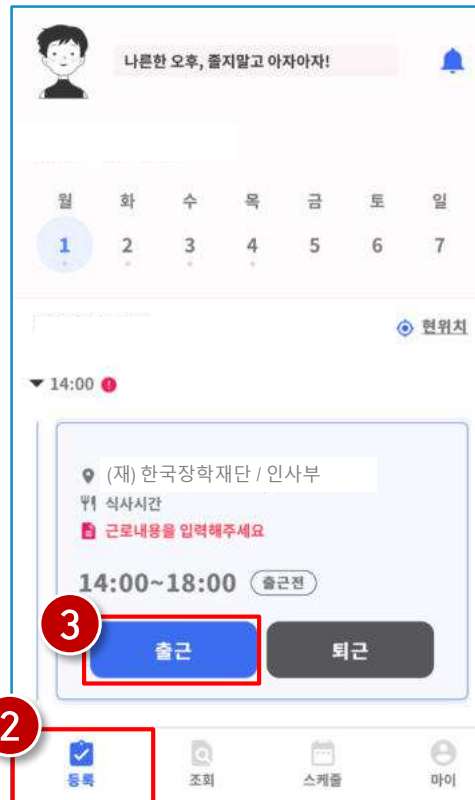 나른한 오후, 졸지말고 아자아자!
월 화 수 목 금 토 일
1 2 3 4 5 6 7
현위치
14:00
(재) 한국장학재단 / 인사부
식사시간
근로내용을 입력해주세요
14:00~18:00 출근전
3
출근 퇴근
2
등록 조회 스케줄 마이